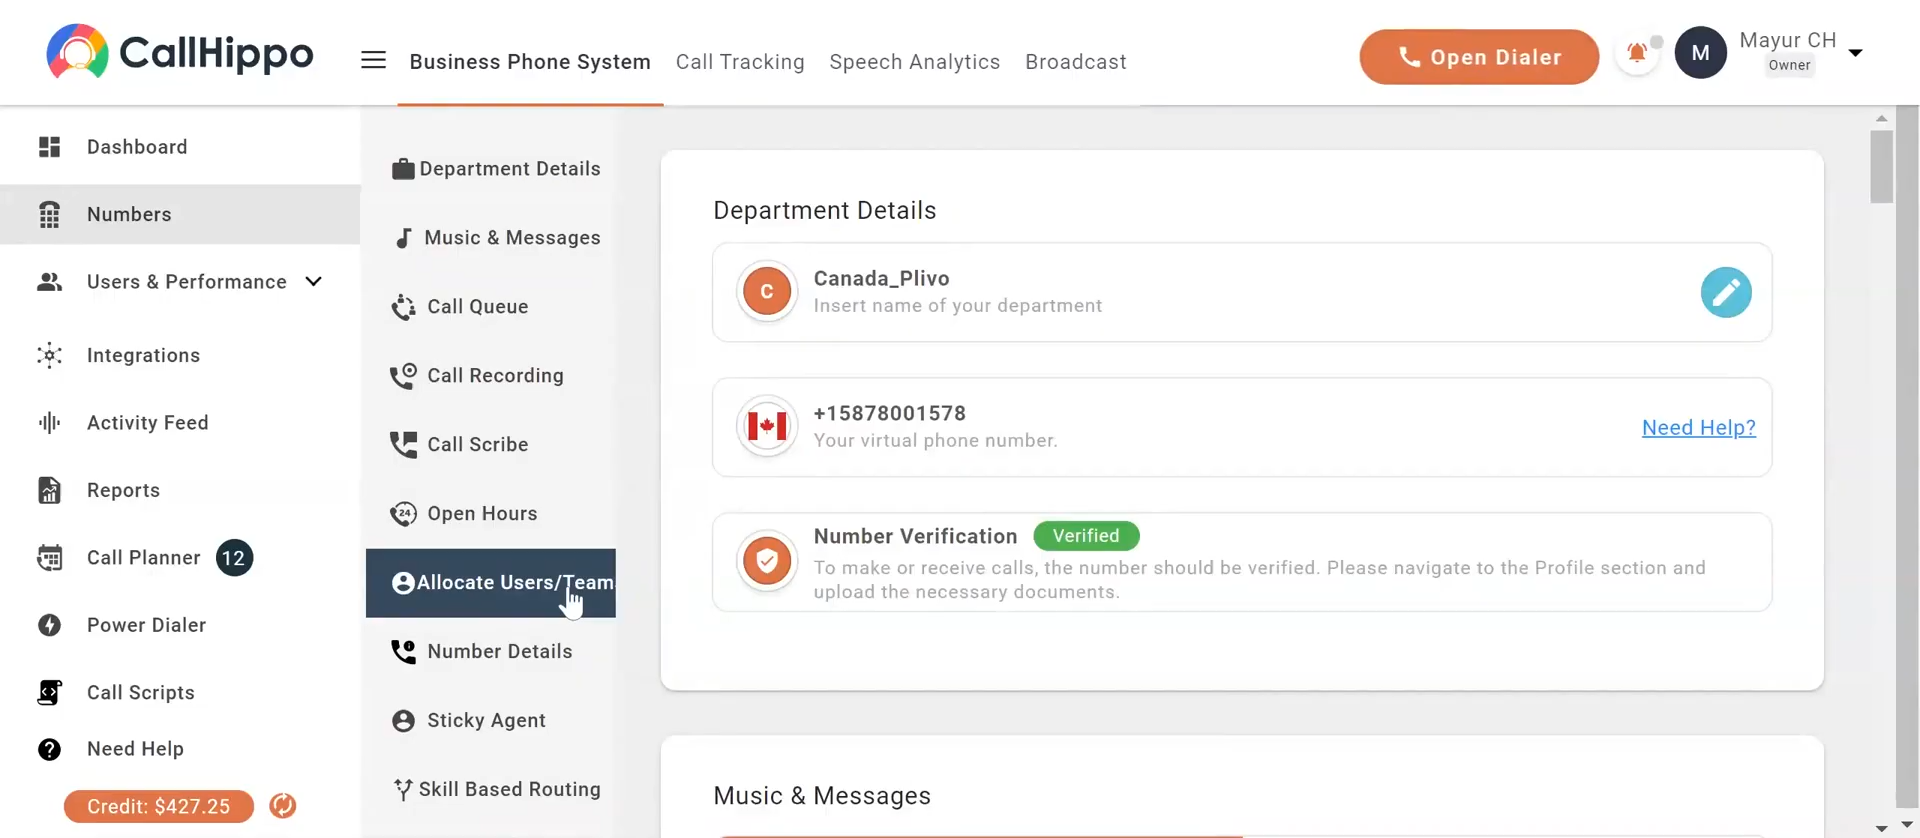 CallHippo
Business Phone System
Call Tracking
Speech Analytics
Broadcast
Open Dialer
M
Mayur CH
Owner
Dashboard
Numbers
Users & Performance
Integrations
Activity Feed
Reports
Call Planner 12
Power Dialer
Call Scripts
Need Help
Credit: $427.25
Department Details
Music & Messages
Call Queue
Call Recording
Call Scribe
24
Open Hours
Allocate Users/Team
Number Details
Sticky Agent
Skill Based Routing
Department Details
C
Canada_Plivo
Insert name of your department
+15878001578
Your virtual phone number.
Need Help?
Number Verification Verified
To make or receive calls, the number should be verified. Please navigate to the Profile section and
upload the necessary documents.
Music & Messages